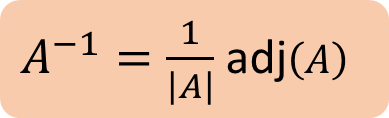 A⁻¹ = 1/|A| adj(A)